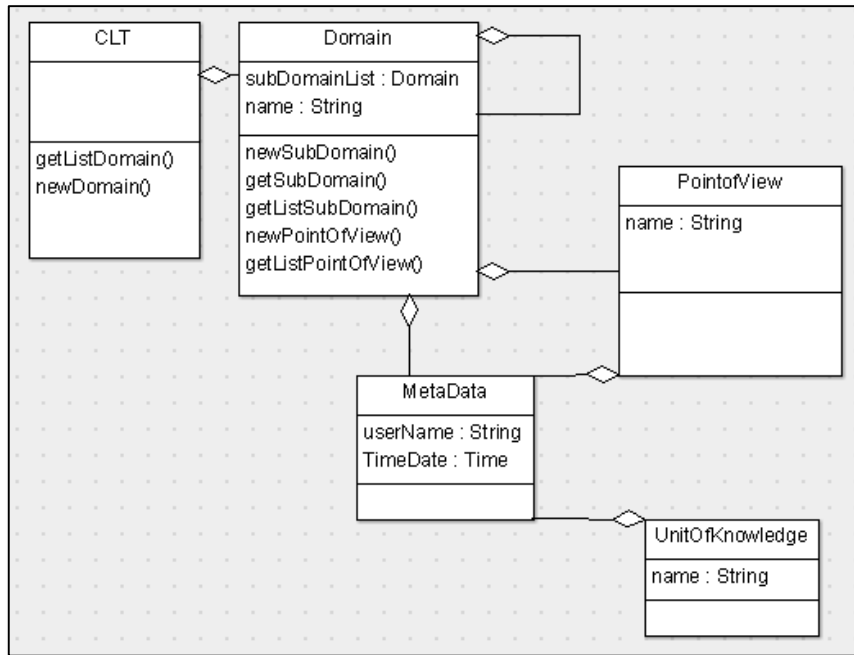 CLT
getListDomain()
newDomain()
Domain
subDomainList : Domain
name : String
newSubDomain()
getSubDomain()
getListSubDomain()
newPointOfView()
getListPointOfView()
PointofView
name : String
MetaData
userName : String
TimeDate : Time
UnitOfKnowledge
name : String